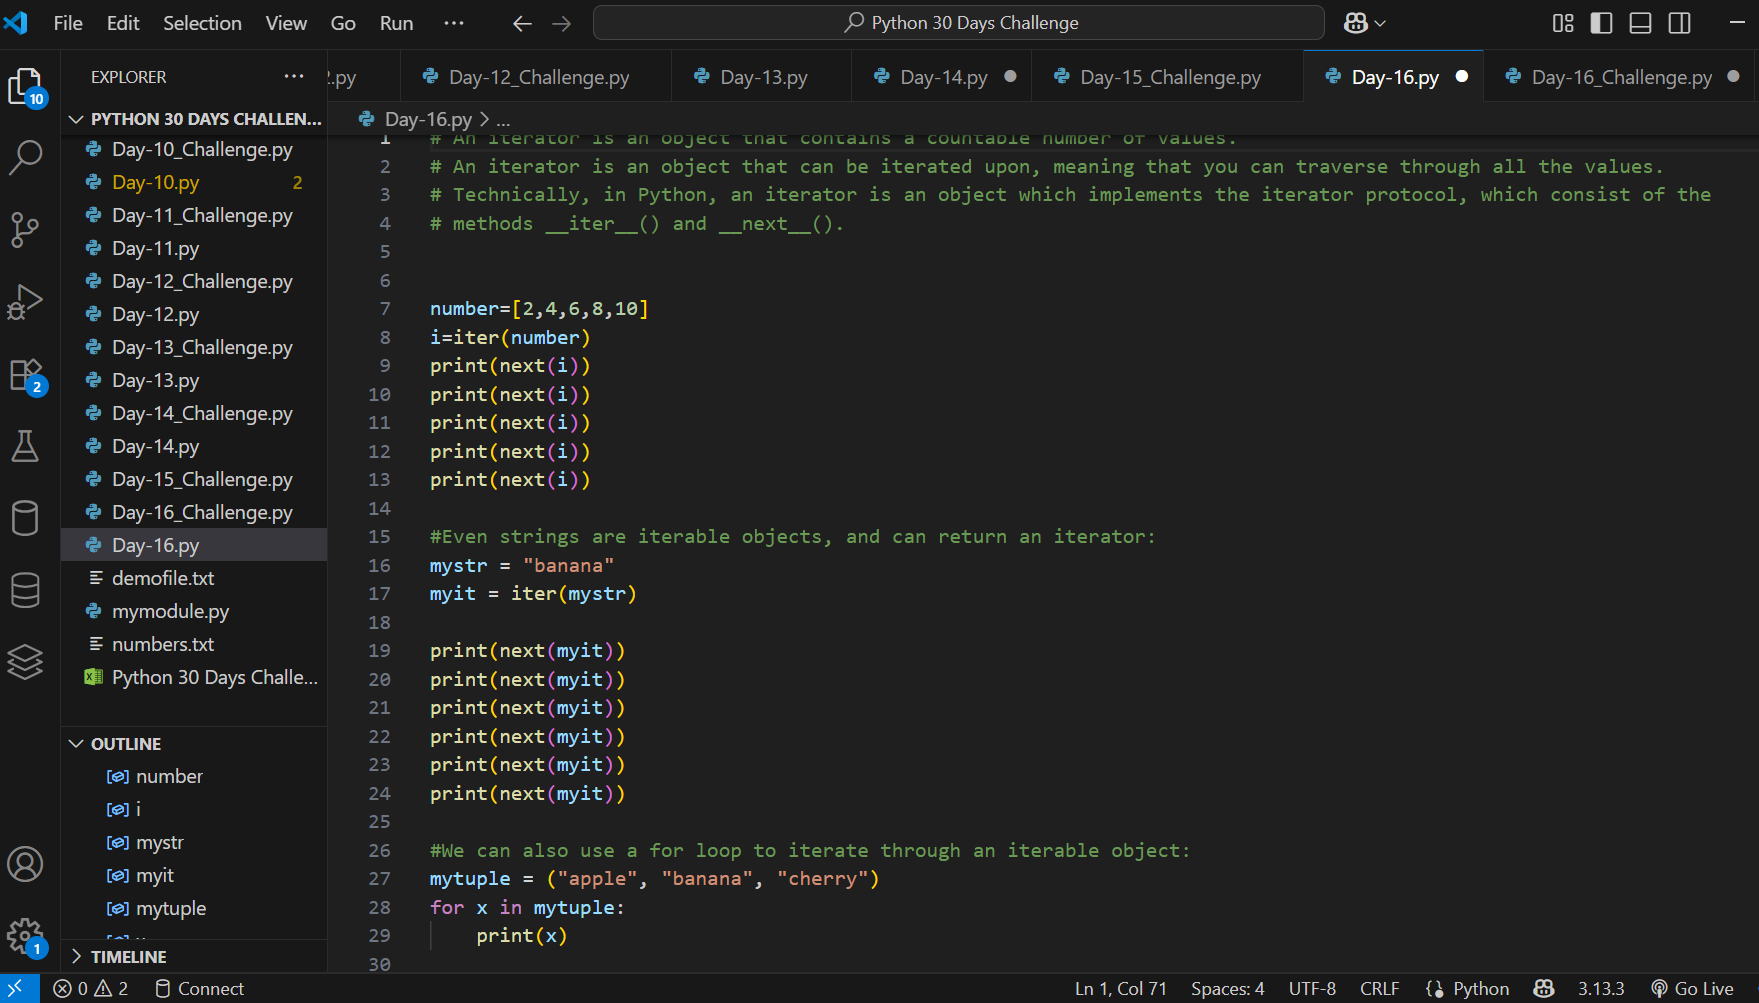 File Edit Selection View Go Run ...
Python 30 Days Challenge
EXPLORER ...
10
PYTHON 30 DAYS CHALLEN...
Day-10_Challenge.py
Day-10.py 2
Day-11_Challenge.py
Day-11.py
Day-12_Challenge.py
Day-12.py
Day-13_Challenge.py
Day-13.py
2
Day-14_Challenge.py
Day-14.py
Day-15_Challenge.py
Day-16_Challenge.py
Day-16.py
demofile.txt
mymodule.py
numbers.txt
Python 30 Days Challe...
OUTLINE
number
i
mystr
myit
mytuple
1
TIMELINE
2.py Day-12_Challenge.py Day-13.py Day-14.py Day-15_Challenge.py Day-16.py Day-16_Challenge.py
Day-16.py > ...
1 # An iterator is an object that contains a countable number of values.
2 # An iterator is an object that can be iterated upon, meaning that you can traverse through all the values.
3 # Technically, in Python, an iterator is an object which implements the iterator protocol, which consist of the
4 # methods __iter__() and __next__().
5
6
7 number=[2,4,6,8,10]
8 i=iter(number)
9 print(next(i))
10 print(next(i))
11 print(next(i))
12 print(next(i))
13 print(next(i))
14
15 #Even strings are iterable objects, and can return an iterator:
16 mystr = "banana"
17 myit = iter(mystr)
18
19 print(next(myit))
20 print(next(myit))
21 print(next(myit))
22 print(next(myit))
23 print(next(myit))
24 print(next(myit))
25
26 #We can also use a for loop to iterate through an iterable object:
27 mytuple = ("apple", "banana", "cherry")
28 for x in mytuple:
29 print(x)
30
0 2 Connect Ln 1, Col 71 Spaces: 4 UTF-8 CRLF {} Python 3.13.3 Go Live